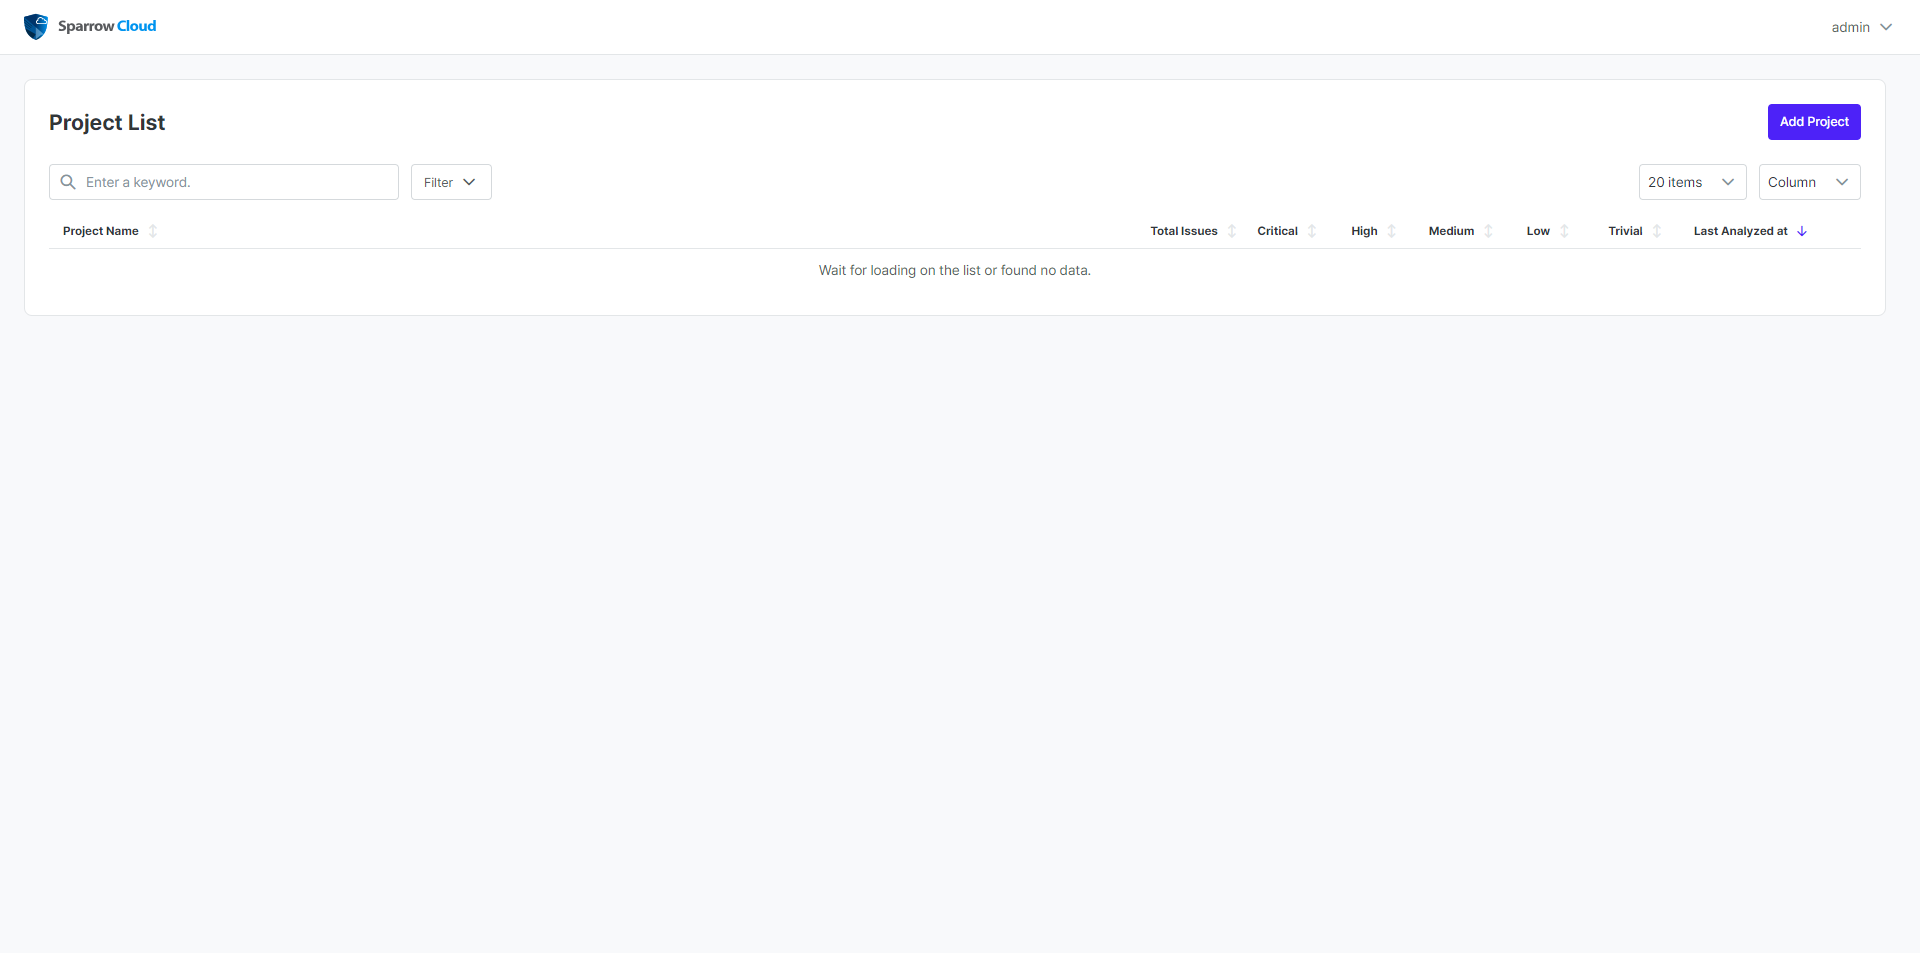 Sparrow Cloud
admin
Project List
Add Project
Enter a keyword.
Filter
20 items
Column
Project Name
Total Issues
Critical
High
Medium
Low
Trivial
Last Analyzed at
Wait for loading on the list or found no data.